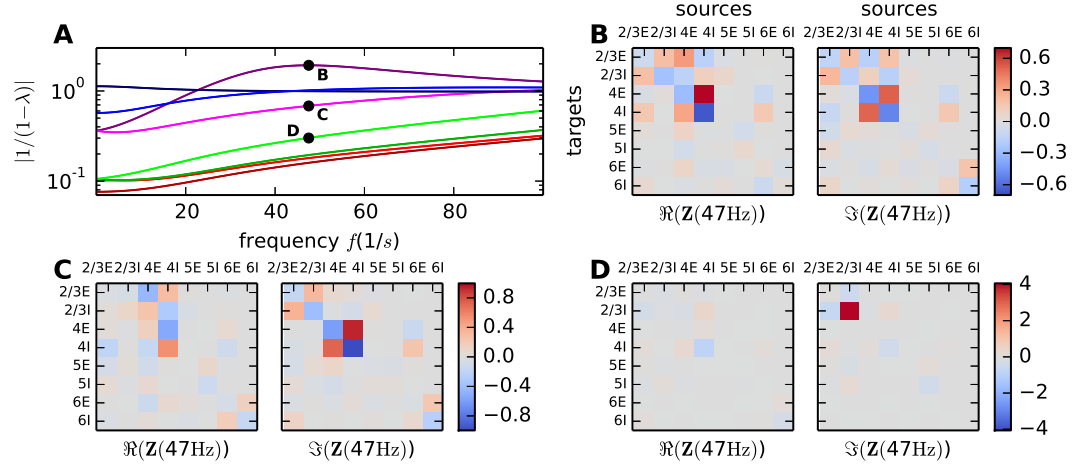 A
|1/(1−λ)|
10⁰
10⁻¹
B
C
D
20 40 60 80
frequency f(1/s)
B
sources sources
2/3E 2/3I 4E 4I 5E 5I 6E 6I 2/3E 2/3I 4E 4I 5E 5I 6E 6I
targets
2/3E
2/3I
4E
4I
5E
5I
6E
6I
0.6
0.3
0.0
−0.3
−0.6
ℜ(Z(47Hz)) ℑ(Z(47Hz))
C
2/3E 2/3I 4E 4I 5E 5I 6E 6I 2/3E 2/3I 4E 4I 5E 5I 6E 6I
2/3E
2/3I
4E
4I
5E
5I
6E
6I
0.8
0.4
0.0
−0.4
−0.8
ℜ(Z(47Hz)) ℑ(Z(47Hz))
D
2/3E 2/3I 4E 4I 5E 5I 6E 6I 2/3E 2/3I 4E 4I 5E 5I 6E 6I
2/3E
2/3I
4E
4I
5E
5I
6E
6I
4
2
0
−2
−4
ℜ(Z(47Hz)) ℑ(Z(47Hz))